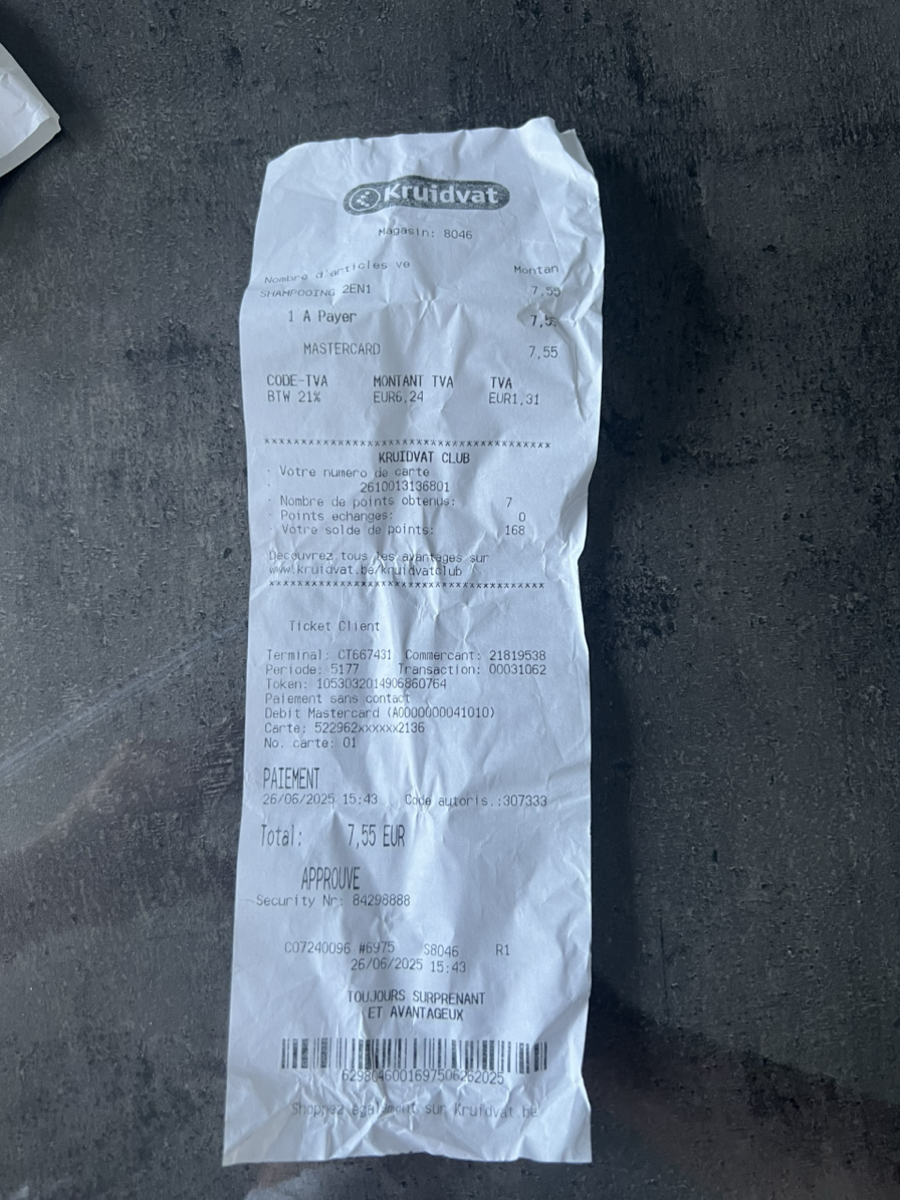 Kruidvat
Magasin: 8046
Nombre d'articles ve Montan
SHAMPOOING 2EN1 7,55
1 A Payer 7,5
MASTERCARD 7,55
CODE-TVA MONTANT TVA TVA
BTW 21% EUR6,24 EUR1,31
xxxxxxxxxxxxxxxxxxxxxxxxxxxxxxxxxxxxxxxx
KRUIDVAT CLUB
· Votre numero de carte
· 2610013136801
· Nombre de points obtenus: 7
· Points echanges: 0
· Votre solde de points: 168
Decouvrez tous les avantages sur
www.kruidvat.be/kruidvatclub
xxxxxxxxxxxxxxxxxxxxxxxxxxxxxxxxxxxxxxxx
Ticket Client
Terminal: CT667431 Commercant: 21819538
Periode: 5177 Transaction: 00031062
Token: 1053032014906860764
Paiement sans contact
Debit Mastercard (A0000000041010)
Carte: 522962xxxxxx2136
No. carte: 01
PAIEMENT
26/06/2025 15:43 Code autoris.:307333
Total: 7,55 EUR
APPROUVE
Security Nr: 84298888
C07240096 #6975 S8046 R1
26/06/2025 15:43
TOUJOURS SURPRENANT
ET AVANTAGEUX
6298046001697506262025
Shoppez egalement sur Kruidvat.be